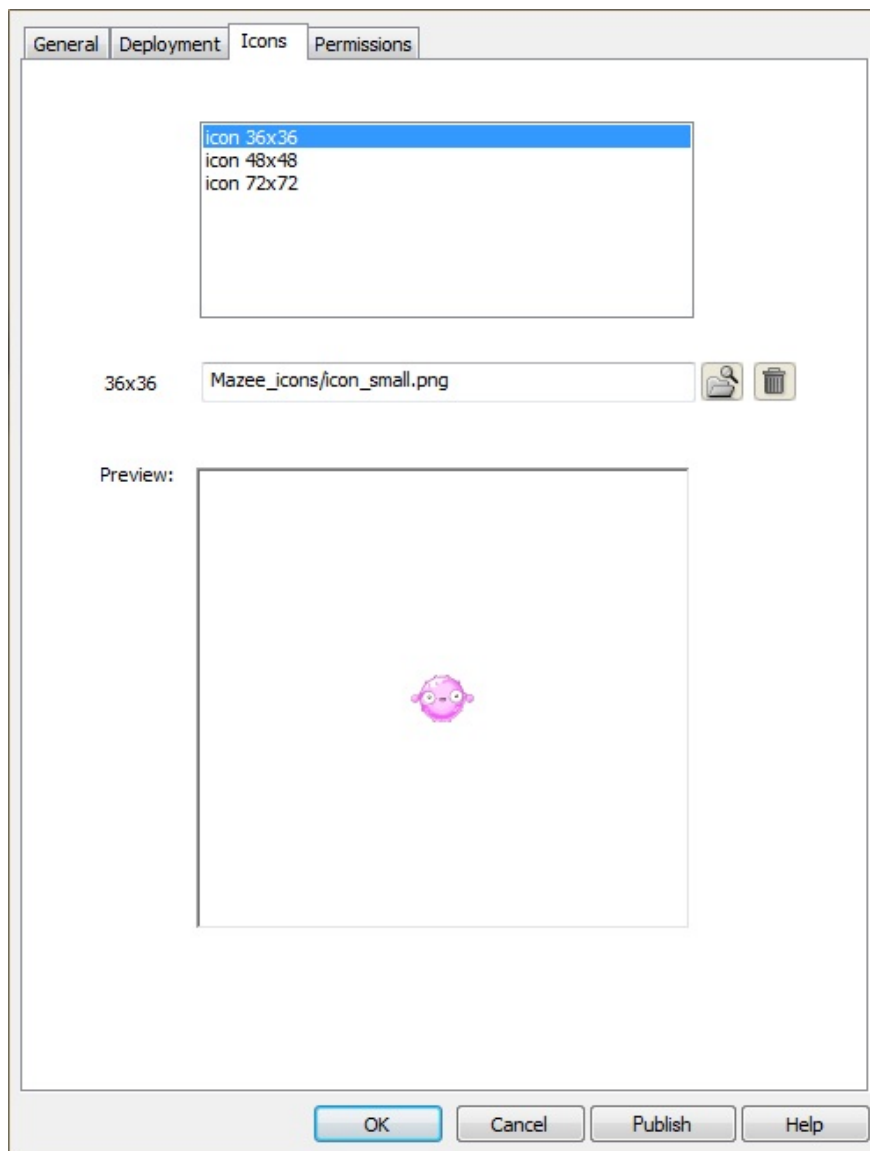 General Deployment Icons Permissions
icon 36x36
icon 48x48
icon 72x72
36x36 Mazee_icons/icon_small.png
Preview:
OK Cancel Publish Help